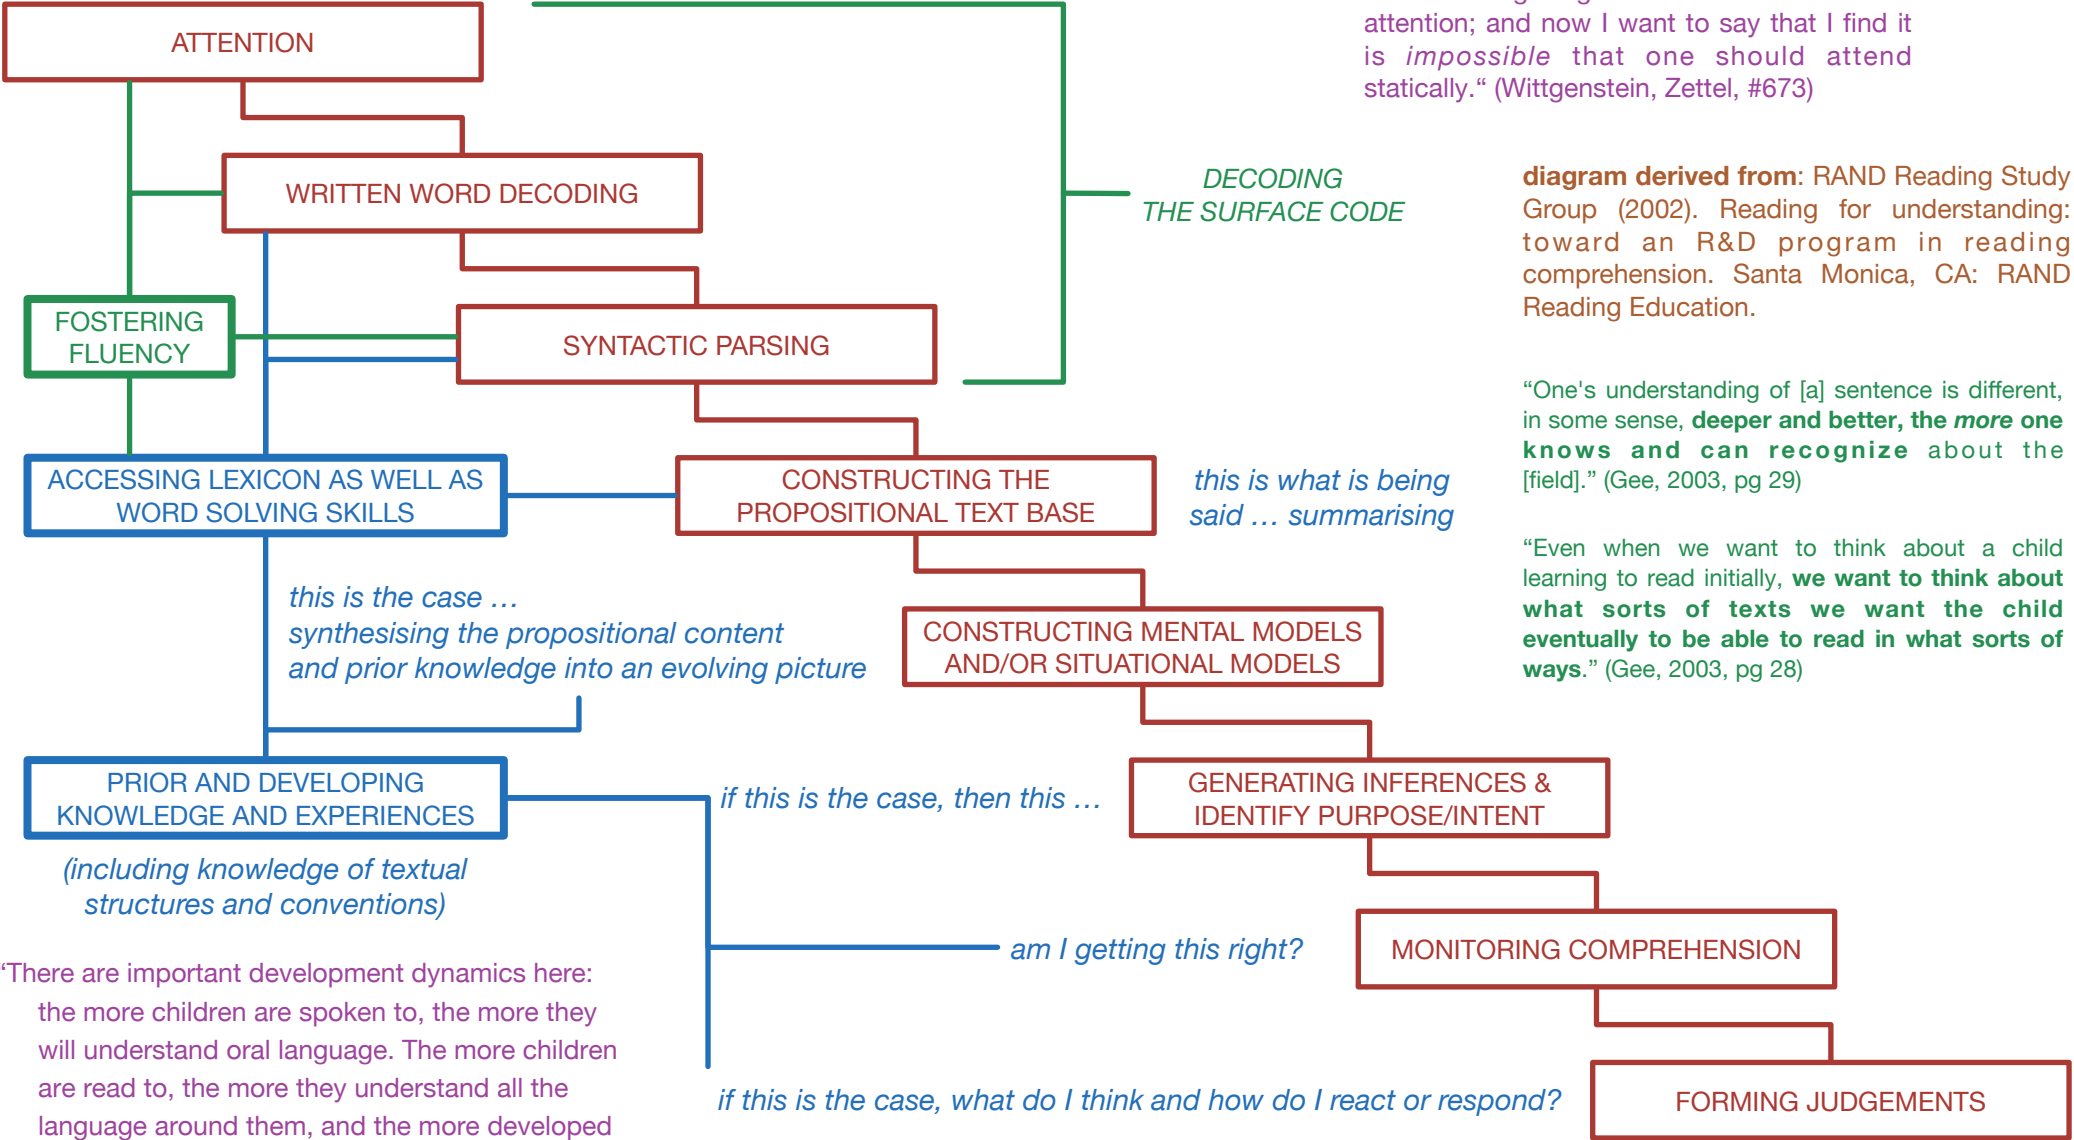 attention; and now I want to say that I find it
is impossible that one should attend
statically.“ (Wittgenstein, Zettel, #673)
ATTENTION
WRITTEN WORD DECODING
DECODING
THE SURFACE CODE
diagram derived from: RAND Reading Study
Group (2002). Reading for understanding:
toward an R&D program in reading
comprehension. Santa Monica, CA: RAND
Reading Education.
FOSTERING
FLUENCY
SYNTACTIC PARSING
“One's understanding of [a] sentence is different,
in some sense, deeper and better, the more one
knows and can recognize about the
[field].” (Gee, 2003, pg 29)
ACCESSING LEXICON AS WELL AS
WORD SOLVING SKILLS
CONSTRUCTING THE
PROPOSITIONAL TEXT BASE
this is what is being
said … summarising
“Even when we want to think about a child
learning to read initially, we want to think about
what sorts of texts we want the child
eventually to be able to read in what sorts of
ways.” (Gee, 2003, pg 28)
this is the case …
synthesising the propositional content
and prior knowledge into an evolving picture
CONSTRUCTING MENTAL MODELS
AND/OR SITUATIONAL MODELS
PRIOR AND DEVELOPING
KNOWLEDGE AND EXPERIENCES
if this is the case, then this …
GENERATING INFERENCES &
IDENTIFY PURPOSE/INTENT
(including knowledge of textual
structures and conventions)
am I getting this right?
MONITORING COMPREHENSION
‘There are important development dynamics here:
the more children are spoken to, the more they
will understand oral language. The more children
are read to, the more they understand all the
language around them, and the more developed
if this is the case, what do I think and how do I react or respond?
FORMING JUDGEMENTS